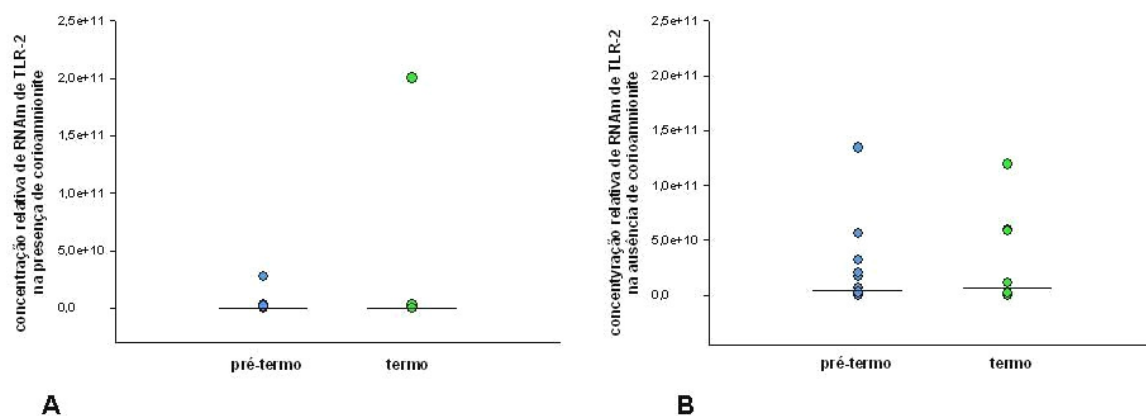 concentração relativa de RNAm de TLR-2
na presença de corioamnionite
2,5e+11
2,0e+11
1,5e+11
1,0e+11
5,0e+10
0,0
pré-termo
termo
A
concentyração relativa de RNAm de TLR-2
na ausência de corioamnionite
2,5e+11
2,0e+11
1,5e+11
1,0e+11
5,0e+10
0,0
pré-termo
termo
B